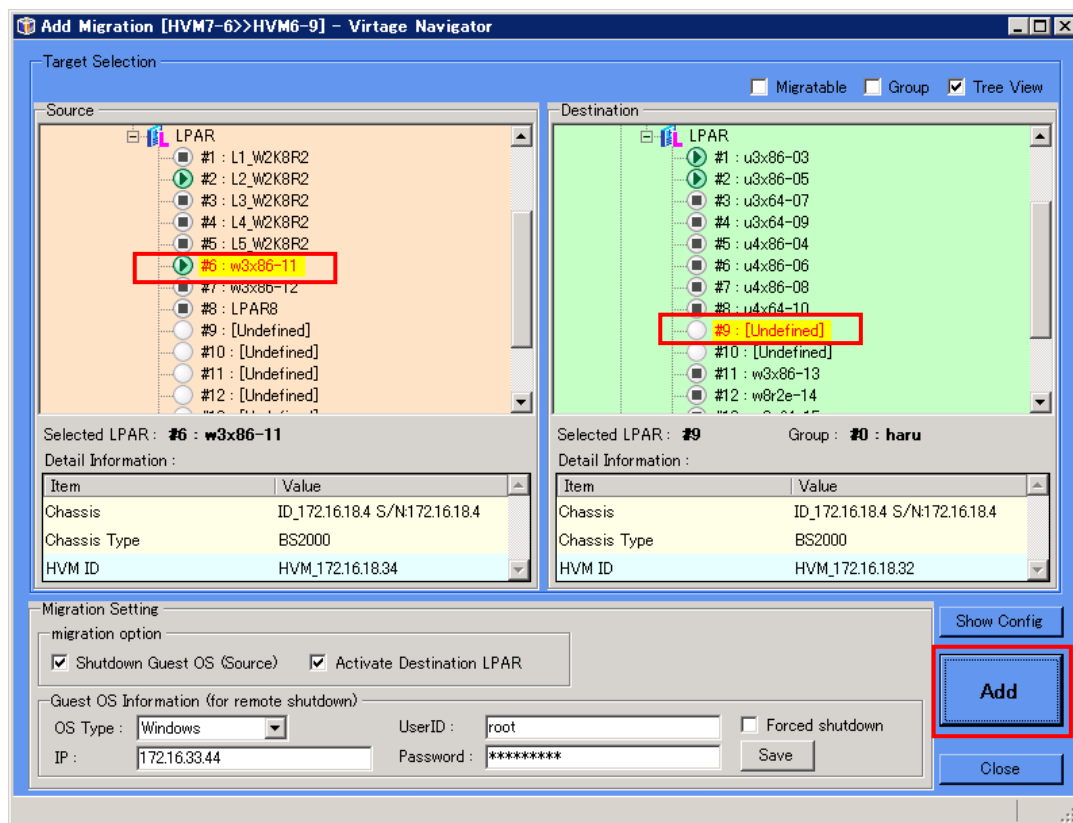 Add Migration [HVM7-6>>HVM6-9] - Virtage Navigator
Target Selection
Migratable Group Tree View
Source
LPAR
#1 : L1_W2K8R2
#2 : L2_W2K8R2
#3 : L3_W2K8R2
#4 : L4_W2K8R2
#5 : L5_W2K8R2
#6 : w3x86-11
#7 : w3x86-12
#8 : LPAR8
#9 : [Undefined]
#10 : [Undefined]
#11 : [Undefined]
#12 : [Undefined]
Selected LPAR : #6 : w3x86-11
Detail Information :
Item Value
Chassis ID_172.16.18.4 S/N:172.16.18.4
Chassis Type BS2000
HVM ID HVM_172.16.18.34
Destination
LPAR
#1 : u3x86-03
#2 : u3x86-05
#3 : u3x64-07
#4 : u3x64-09
#5 : u4x86-04
#6 : u4x86-06
#7 : u4x86-08
#8 : u4x64-10
#9 : [Undefined]
#10 : [Undefined]
#11 : w3x86-13
#12 : w8r2e-14
Selected LPAR : #9 Group : #0 : haru
Detail Information :
Item Value
Chassis ID_172.16.18.4 S/N:172.16.18.4
Chassis Type BS2000
HVM ID HVM_172.16.18.32
Migration Setting
migration option
Shutdown Guest OS (Source) Activate Destination LPAR
Guest OS Information (for remote shutdown)
OS Type : Windows UserID : root Forced shutdown
IP : 172.16.33.44 Password : ********* Save
Show Config
Add
Close